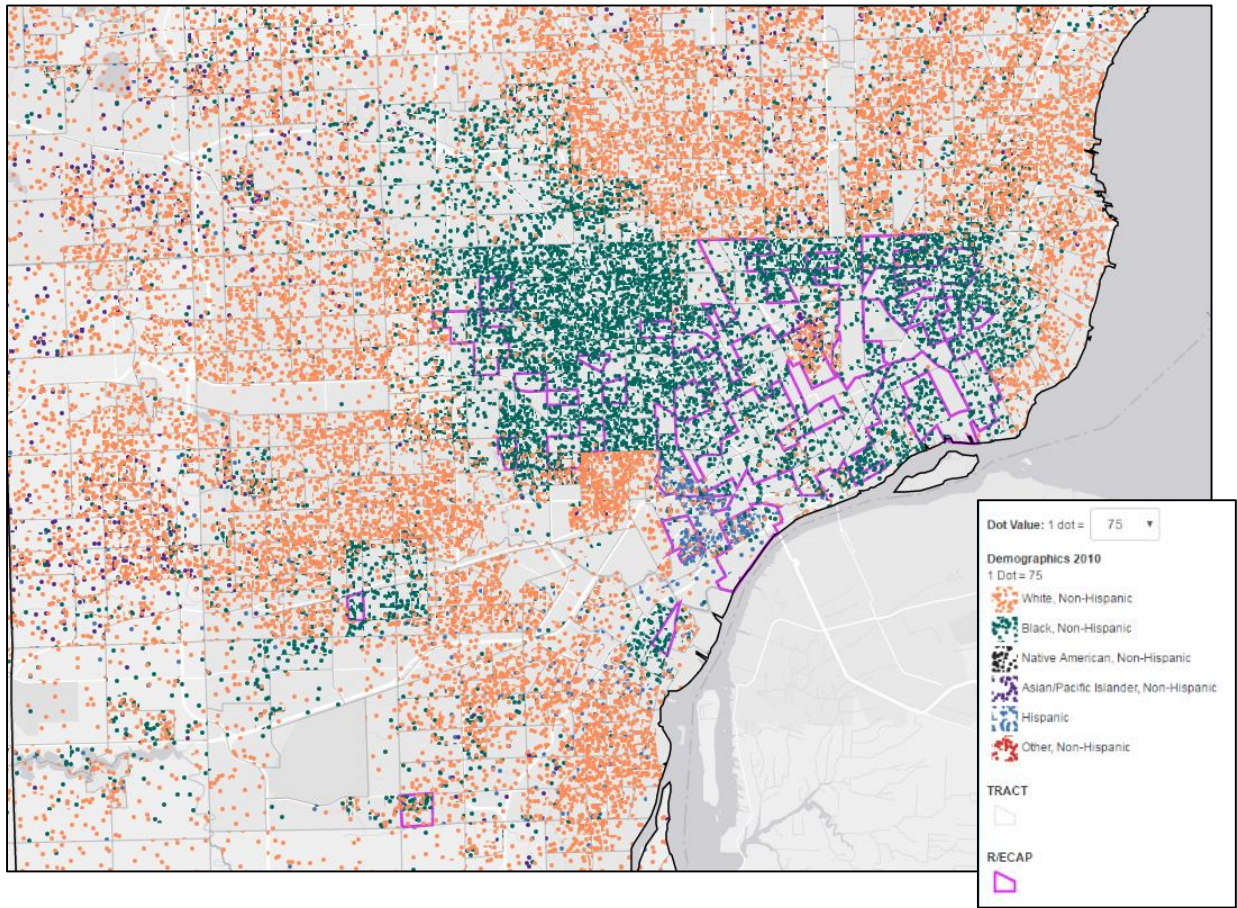 Dot Value: 1 dot = 75
Demographics 2010
1 Dot = 75
White, Non-Hispanic
Black, Non-Hispanic
Native American, Non-Hispanic
Asian/Pacific Islander, Non-Hispanic
Hispanic
Other, Non-Hispanic
TRACT
R/ECAP